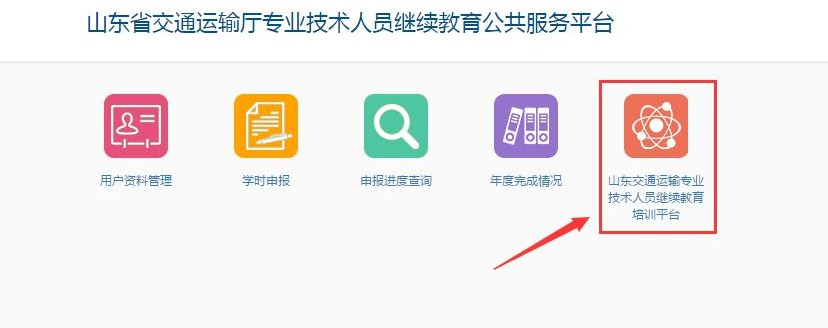 山东省交通运输厅专业技术人员继续教育公共服务平台
用户资料管理
学时申报
申报进度查询
年度完成情况
山东交通运输专业
技术人员继续教育
培训平台